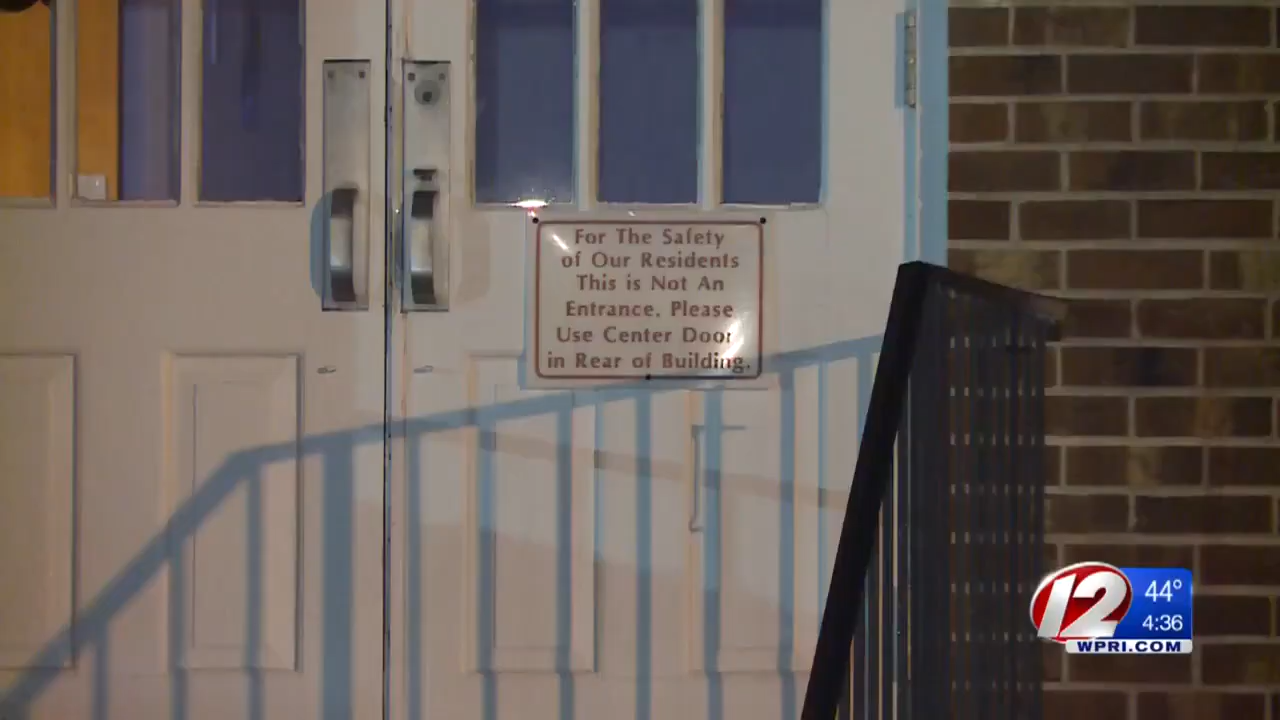 For The Safety
of Our Residents
This is Not An
Entrance, Please
Use Center Door
in Rear of Building.
12
44°
4:36
WPRI.COM